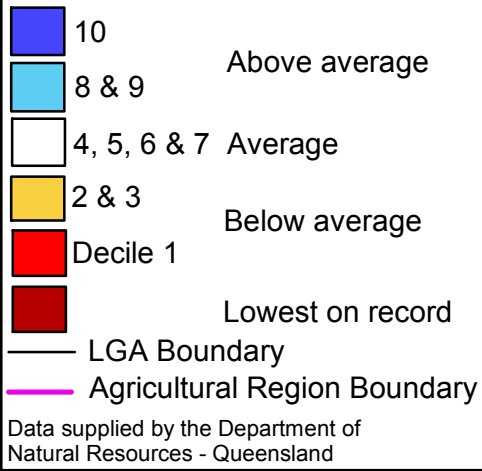 10
Above average
8 & 9
4, 5, 6 & 7 Average
2 & 3
Below average
Decile 1
Lowest on record
LGA Boundary
Agricultural Region Boundary
Data supplied by the Department of
Natural Resources - Queensland